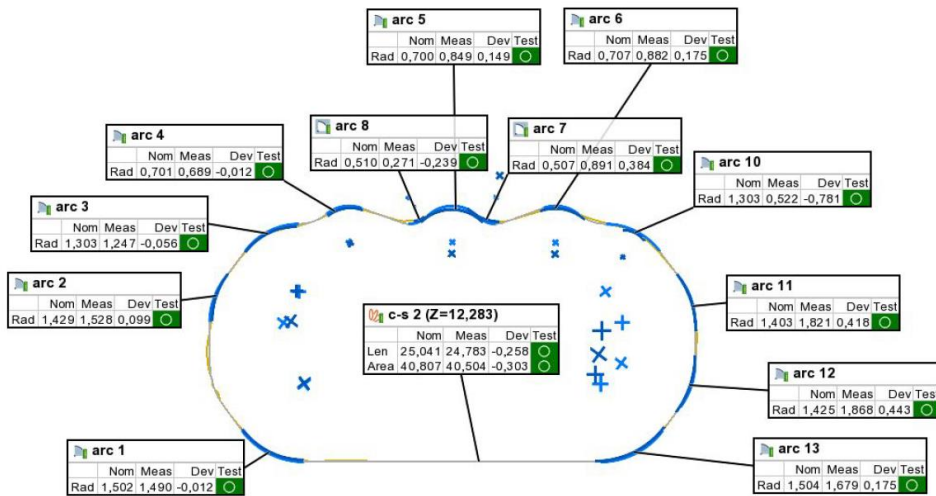 arc 5
Nom Meas Dev Test
Rad 0,700 0,849 0,149
arc 6
Nom Meas Dev Test
Rad 0,707 0,882 0,175
arc 4
Nom Meas Dev Test
Rad 0,701 0,689 -0,012
arc 8
Nom Meas Dev Test
Rad 0,510 0,271 -0,239
arc 7
Nom Meas Dev Test
Rad 0,507 0,891 0,384
arc 10
Nom Meas Dev Test
Rad 1,303 0,522 -0,781
arc 3
Nom Meas Dev Test
Rad 1,303 1,247 -0,056
arc 2
Nom Meas Dev Test
Rad 1,429 1,528 0,099
c-s 2 (Z=12,283)
Nom Meas Dev Test
Len 25,041 24,783 -0,258
Area 40,807 40,504 -0,303
arc 11
Nom Meas Dev Test
Rad 1,403 1,821 0,418
arc 12
Nom Meas Dev Test
Rad 1,425 1,868 0,443
arc 1
Nom Meas Dev Test
Rad 1,502 1,490 -0,012
arc 13
Nom Meas Dev Test
Rad 1,504 1,679 0,175